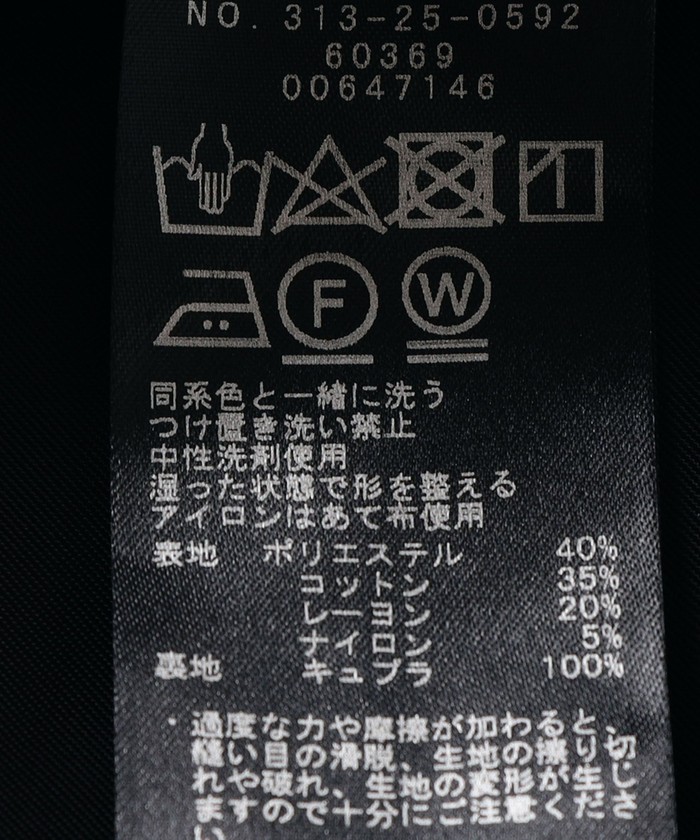 NO. 313-25-0592
60369
00647146
F W
同系色と一緒に洗う
つけ置き洗い禁止
中性洗剤使用
湿った状態で形を整える
アイロンはあて布使用
表地 ポリエステル 40%
コットン 35%
レーヨン 20%
ナイロン 5%
裏地 キュプラ 100%
・過度な力や摩擦が加わると、
縫い目の滑脱、生地の擦り切
れや破れ、生地の変形が生じ
ますので十分にご注意くださ
い